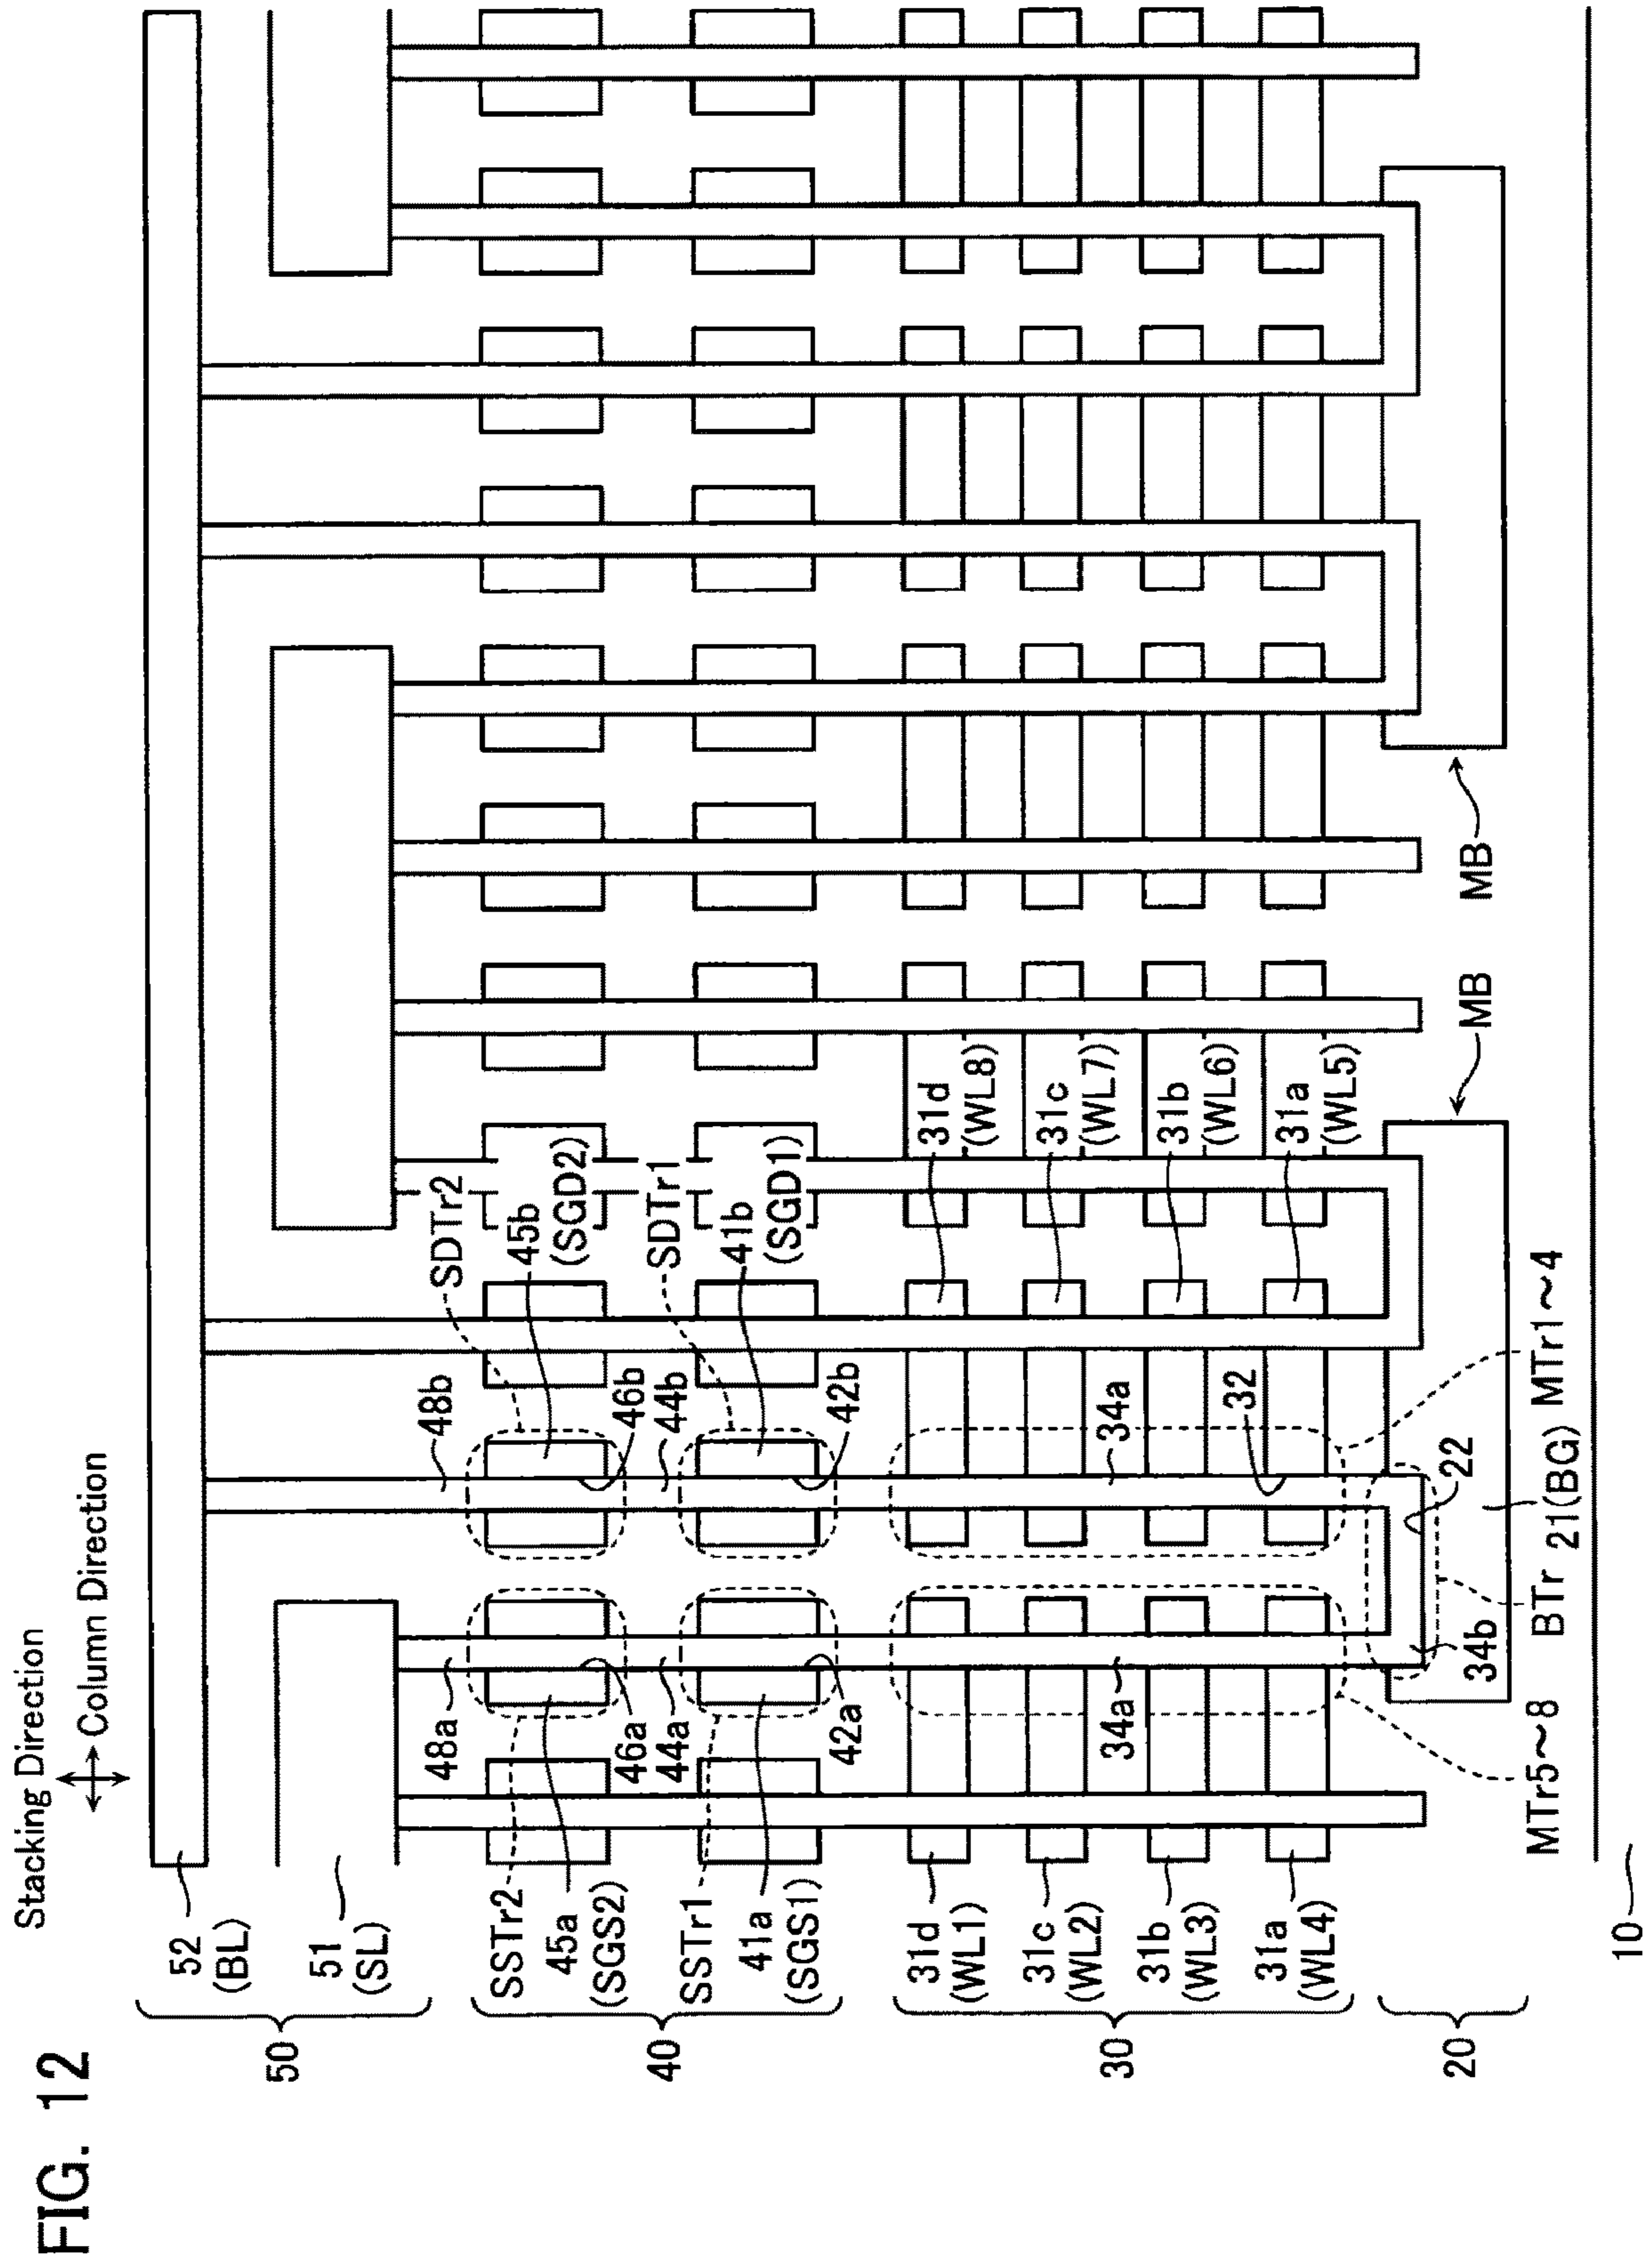 FIG. 12
Stacking Direction
Column Direction
50
52
(BL)
51
(SL)
40
SSTr2
45a
(SGS2)
SSTr1
41a
(SGS1)
30
31d
(WL1)
31c
(WL2)
31b
(WL3)
31a
(WL4)
20
10
48a
46a
44a
42a
34a
34b
MTr5~8
BTr
21(BG)
22
MTr1~4
48b
46b
44b
42b
34a
32
SDTr2
45b
(SGD2)
SDTr1
41b
(SGD1)
31d
(WL8)
31c
(WL7)
31b
(WL6)
31a
(WL5)
MB
MB